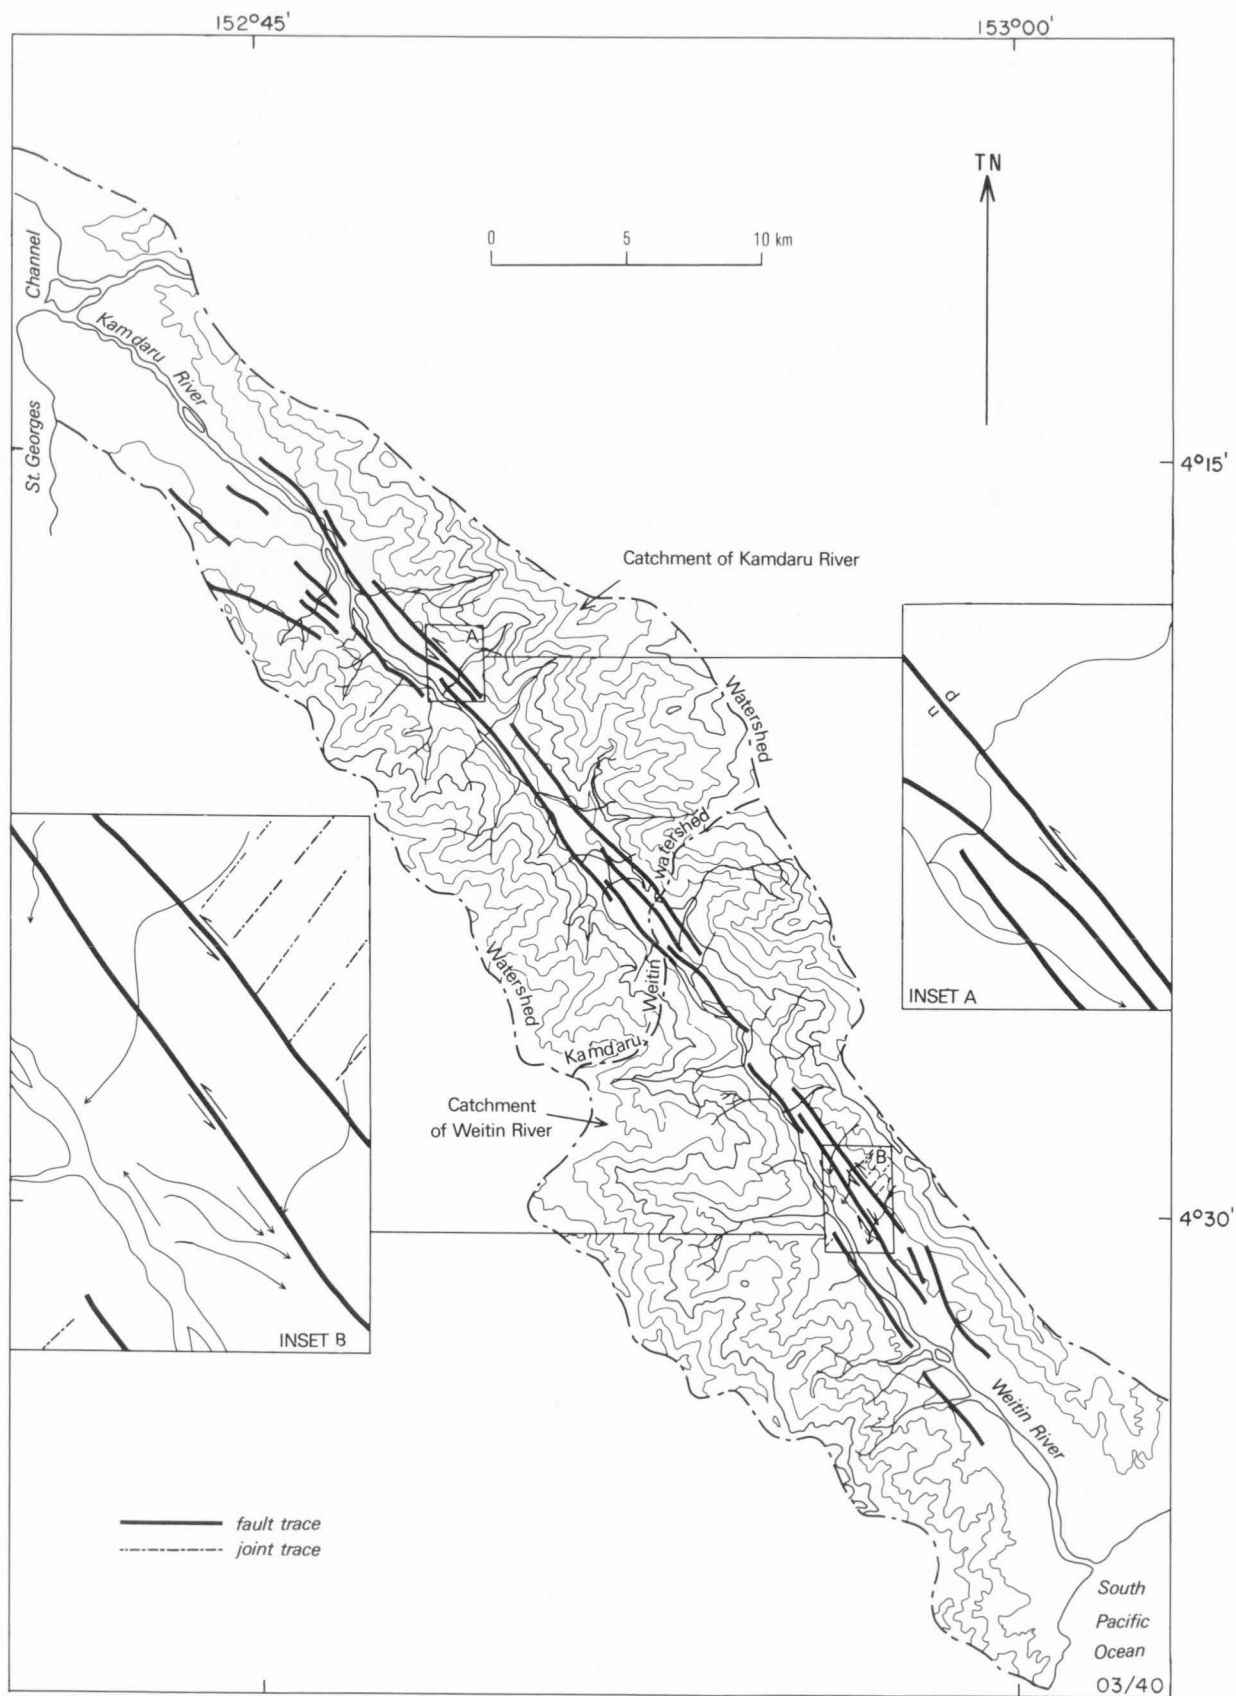 152°45'
153°00'
TN
0 5 10 km
Channel
St. Georges
Kamdaru River
4°15'
Catchment of Kamdaru River
A
Watershed
d
u
Watershed
INSET A
Watershed
Weitin
Kamdaru
Catchment
of Weitin River
B
4°30'
INSET B
Weitin River
fault trace
joint trace
South
Pacific
Ocean
03/40